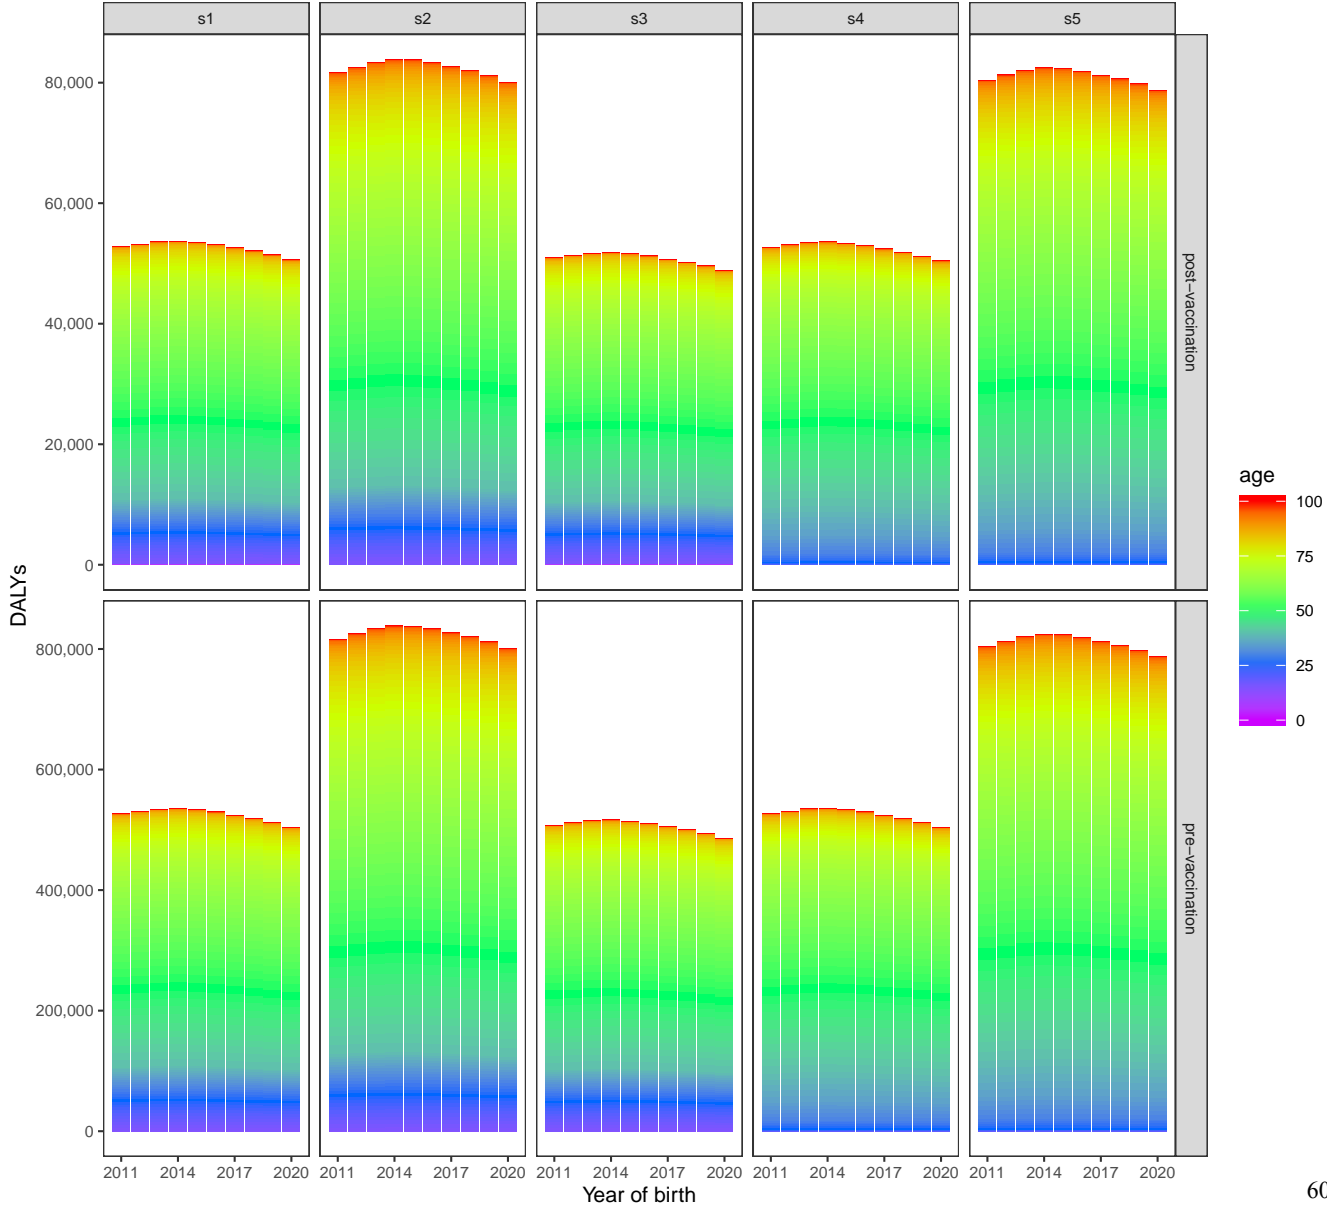 s1 s2 s3 s4 s5
80,000
60,000
40,000
20,000
0
post−vaccination
800,000
600,000
400,000
200,000
0
pre−vaccination
DALYs
2011 2014 2017 2020 2011 2014 2017 2020 2011 2014 2017 2020 2011 2014 2017 2020 2011 2014 2017 2020
Year of birth
age
100
75
50
25
0
60